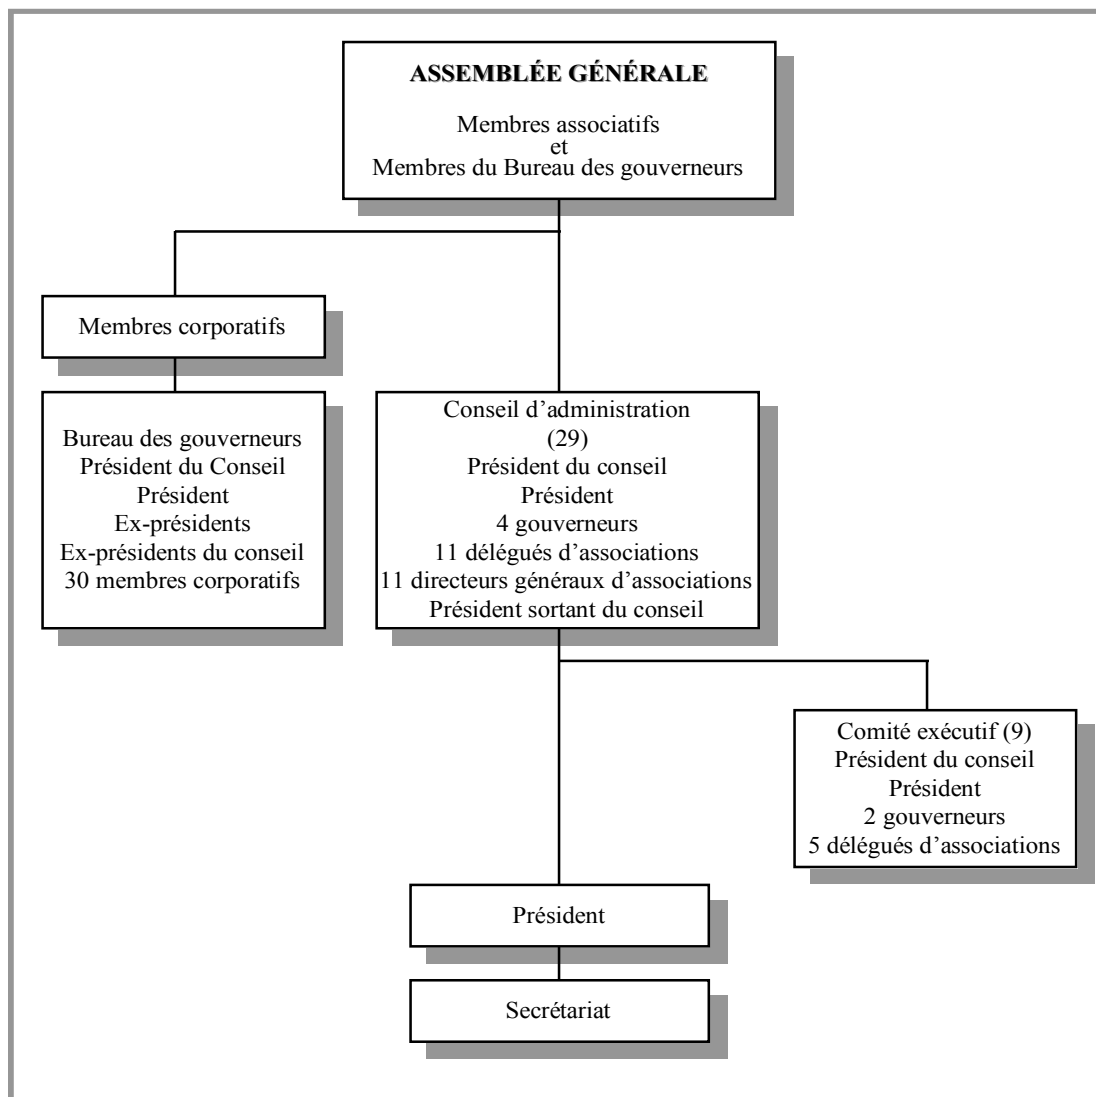 ASSEMBLÉE GÉNÉRALE
Membres associatifs
et
Membres du Bureau des gouverneurs
Membres corporatifs
Bureau des gouverneurs
Président du Conseil
Président
Ex-présidents
Ex-présidents du conseil
30 membres corporatifs
Conseil d’administration
(29)
Président du conseil
Président
4 gouverneurs
11 délégués d’associations
11 directeurs généraux d’associations
Président sortant du conseil
Comité exécutif (9)
Président du conseil
Président
2 gouverneurs
5 délégués d’associations
Président
Secrétariat